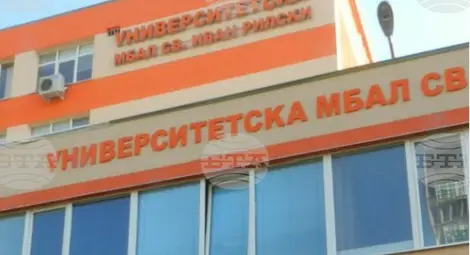 УНИВЕРСИТЕТСКА
МБАЛ СВ. ИВАН РИЛСКИ
УНИВЕРСИТЕТСКА МБАЛ СВ
БТА